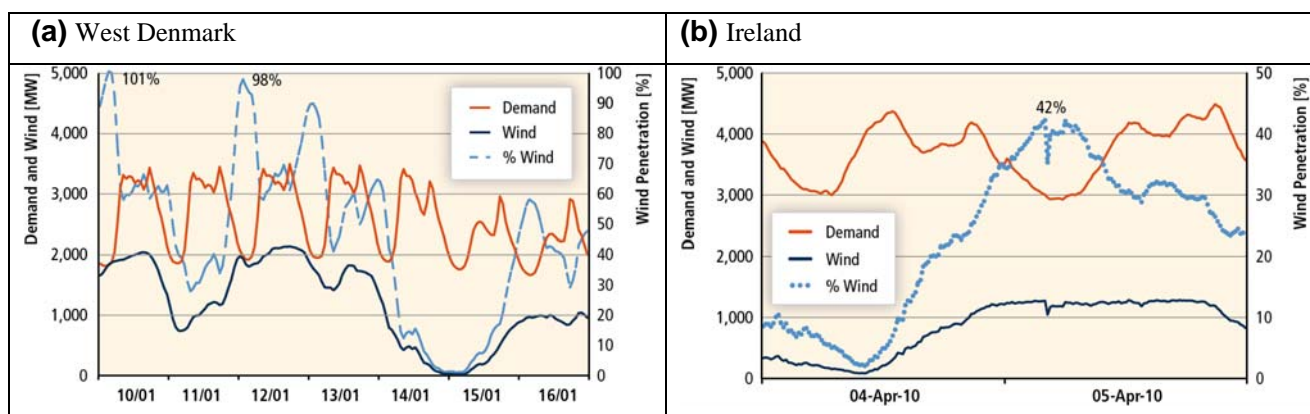 (a) West Denmark
Demand and Wind [MW]
5,000
4,000
3,000
2,000
1,000
0
101%
98%
Demand
Wind
% Wind
100
90
80
70
60
50
40
30
20
10
0
Wind Penetration [%]
10/01 11/01 12/01 13/01 14/01 15/01 16/01
(b) Ireland
Demand and Wind [MW]
5,000
4,000
3,000
2,000
1,000
0
42%
Demand
Wind
% Wind
50
40
30
20
10
0
Wind Penetration [%]
04-Apr-10 05-Apr-10